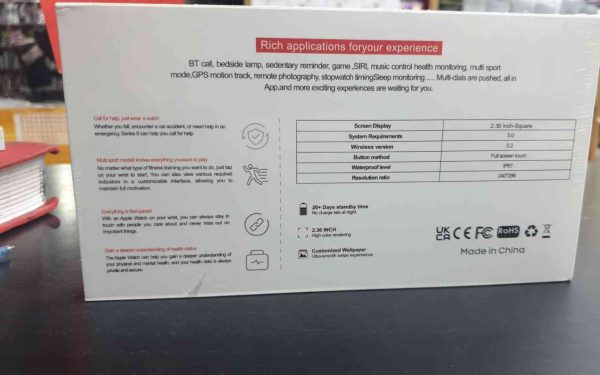 Rich applications foryour experience
BT call, bedside lamp, sedentary reminder, game ,SIRI, music control health monitoring, multi sport
mode,GPS motion track, remote photography, stopwatch timingSleep monitoring..... Multi-dials are pushed, all in
App,and more exciting experiences are waiting for you.
Call for help, just wear a watch
Whether you fall, encounter a car accident, or need help in an
emergency, Series 9 can help you call for help.
Multi sport model: knows everything you want to play
No matter what type of fitness training you want to do, just tap
on your wrist to start. You can also view various required
indicators in a customizable interface, allowing you to
maintain full motivation.
Everything is fast-paced
With an Apple Watch on your wrist, you can always stay in
touch with people you care about and never miss out on
important things.
Gain a deeper understanding of health status
The Apple Watch can help you gain a deeper understanding of
your physical and mental health, and your health data is always
private and secure.
Screen Display 2.30 inch-Square
System Requirements 5.0
Wireless version 5.2
Button method Full screen touch
Waterproof level IP67
Resolution ratio 240*296
20+ Days standby time
No charge ride at night
2.30 INCH
High color rendering
Customized Wallpaper
Ultra-smooth swipe experience
UK CA CE FC RoHS
Made in China